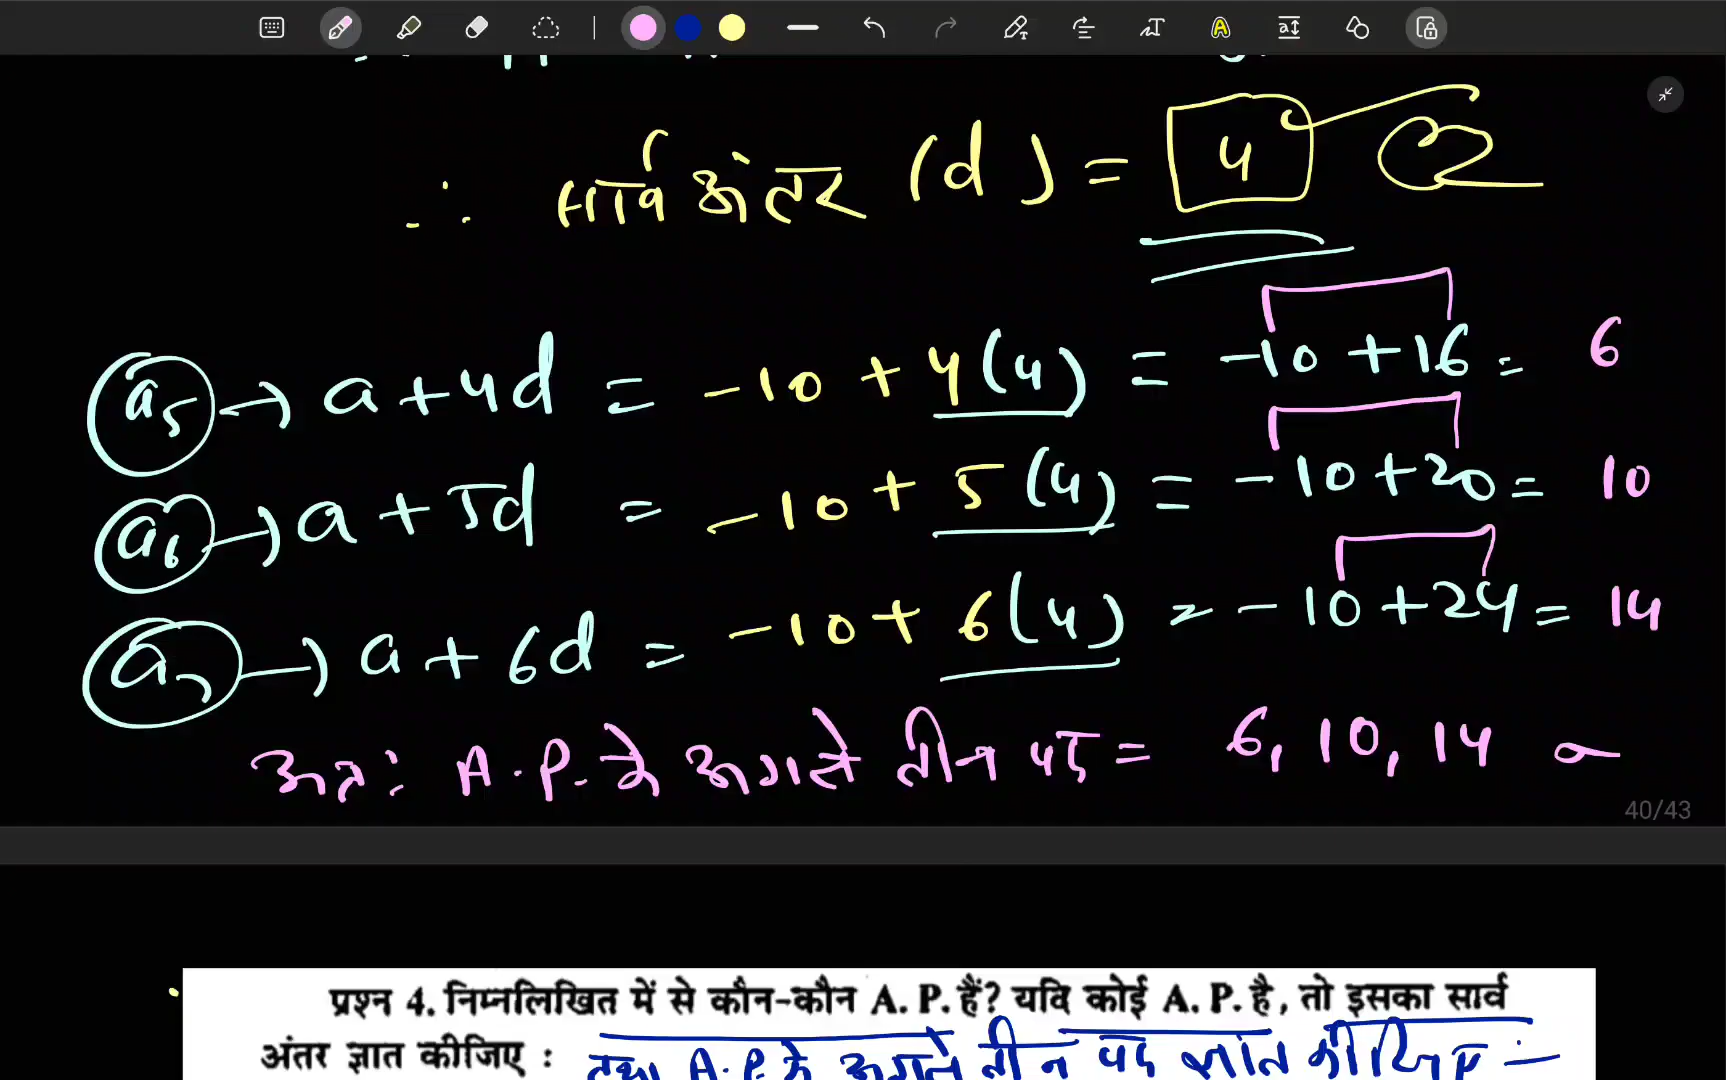 ∴ सार्व अंतर (d) = 4
a5 → a + 4d = -10 + 4(4) = -10 + 16 = 6
a6 → a + 5d = -10 + 5(4) = -10 + 20 = 10
a7 → a + 6d = -10 + 6(4) = -10 + 24 = 14
अतः A.P. के अगले तीन पद = 6, 10, 14
40/43
प्रश्न 4. निम्नलिखित में से कौन-कौन A. P. हैं? यदि कोई A. P. है, तो इसका सार्व
अंतर ज्ञात कीजिए : तथा A.P. के अगले तीन पद ज्ञात कीजिए :-